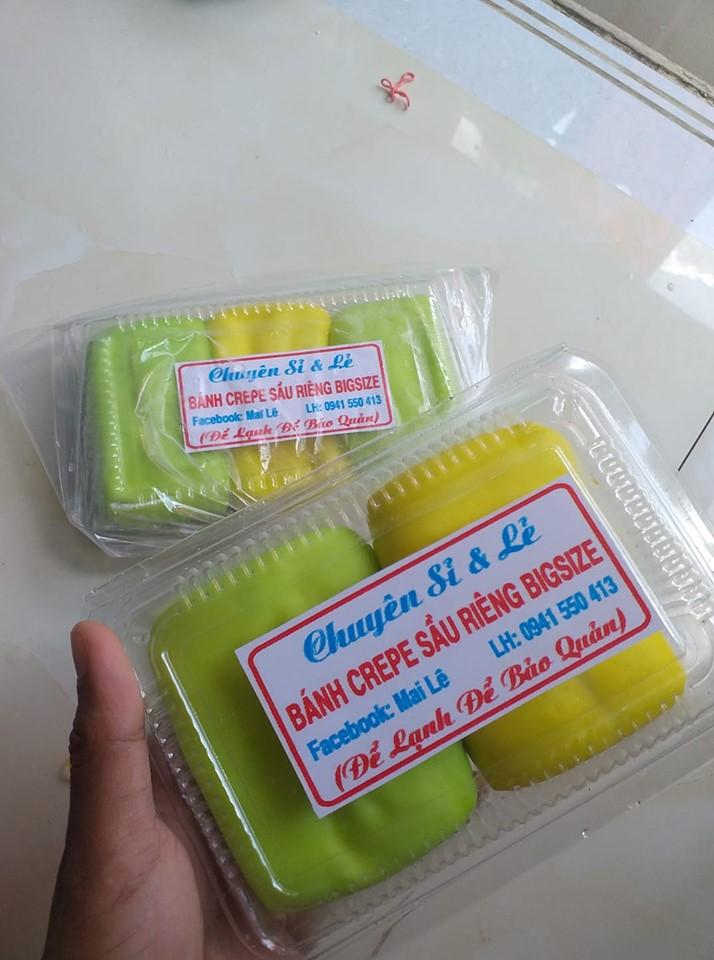 Chuyên Sỉ & Lẻ
BÁNH CREPE SẦU RIÊNG BIGSIZE
Facebook: Mai Lê LH: 0941 550 413
(Để Lạnh Để Bảo Quản)
Chuyên Sỉ & Lẻ
BÁNH CREPE SẦU RIÊNG BIGSIZE
Facebook: Mai Lê LH: 0941 550 413
(Để Lạnh Để Bảo Quản)